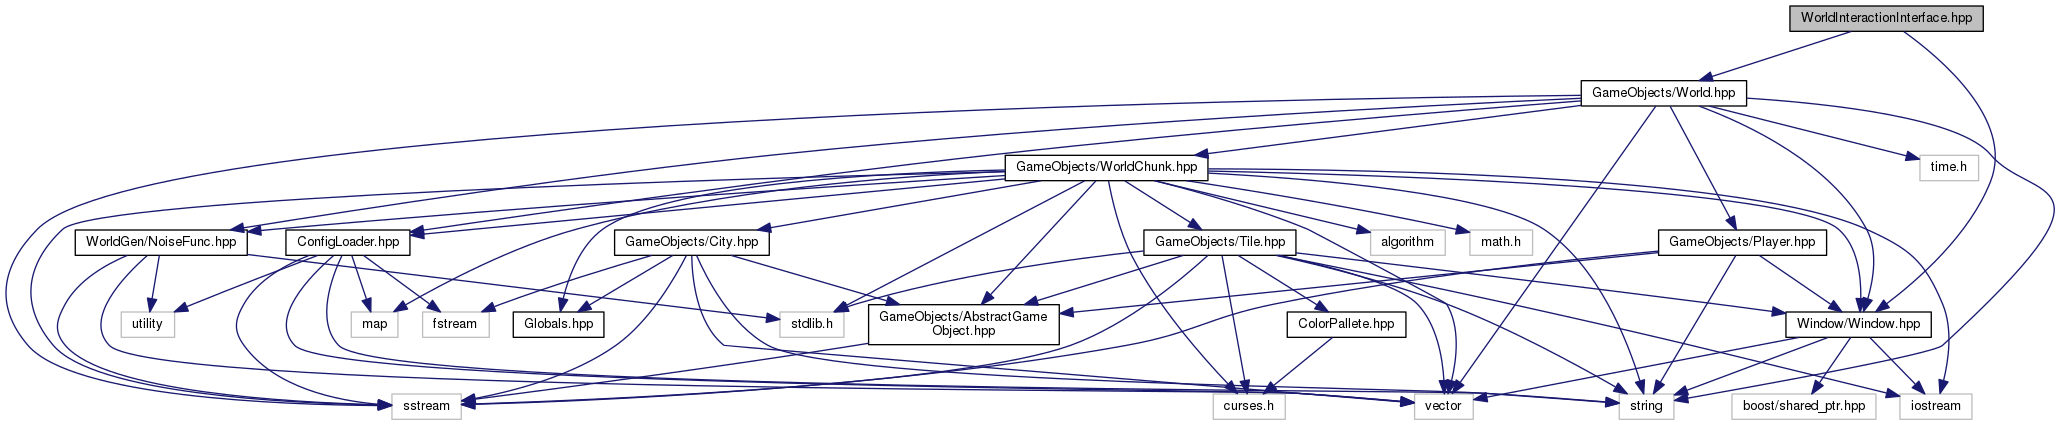 WorldInteractionInterface.hpp
GameObjects/World.hpp
GameObjects/WorldChunk.hpp
time.h
WorldGen/NoiseFunc.hpp
ConfigLoader.hpp
GameObjects/City.hpp
GameObjects/Tile.hpp
algorithm
math.h
GameObjects/Player.hpp
utility
map
fstream
Globals.hpp
stdlib.h
GameObjects/AbstractGame
Object.hpp
ColorPallete.hpp
Window/Window.hpp
sstream
curses.h
vector
string
boost/shared_ptr.hpp
iostream